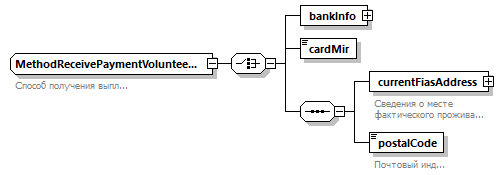 bankInfo
cardMir
MethodReceivePaymentVoluntee...
Способ получения выпл...
currentFiasAddress
Сведения о месте
фактического прожива...
postalCode
Почтовый инд...